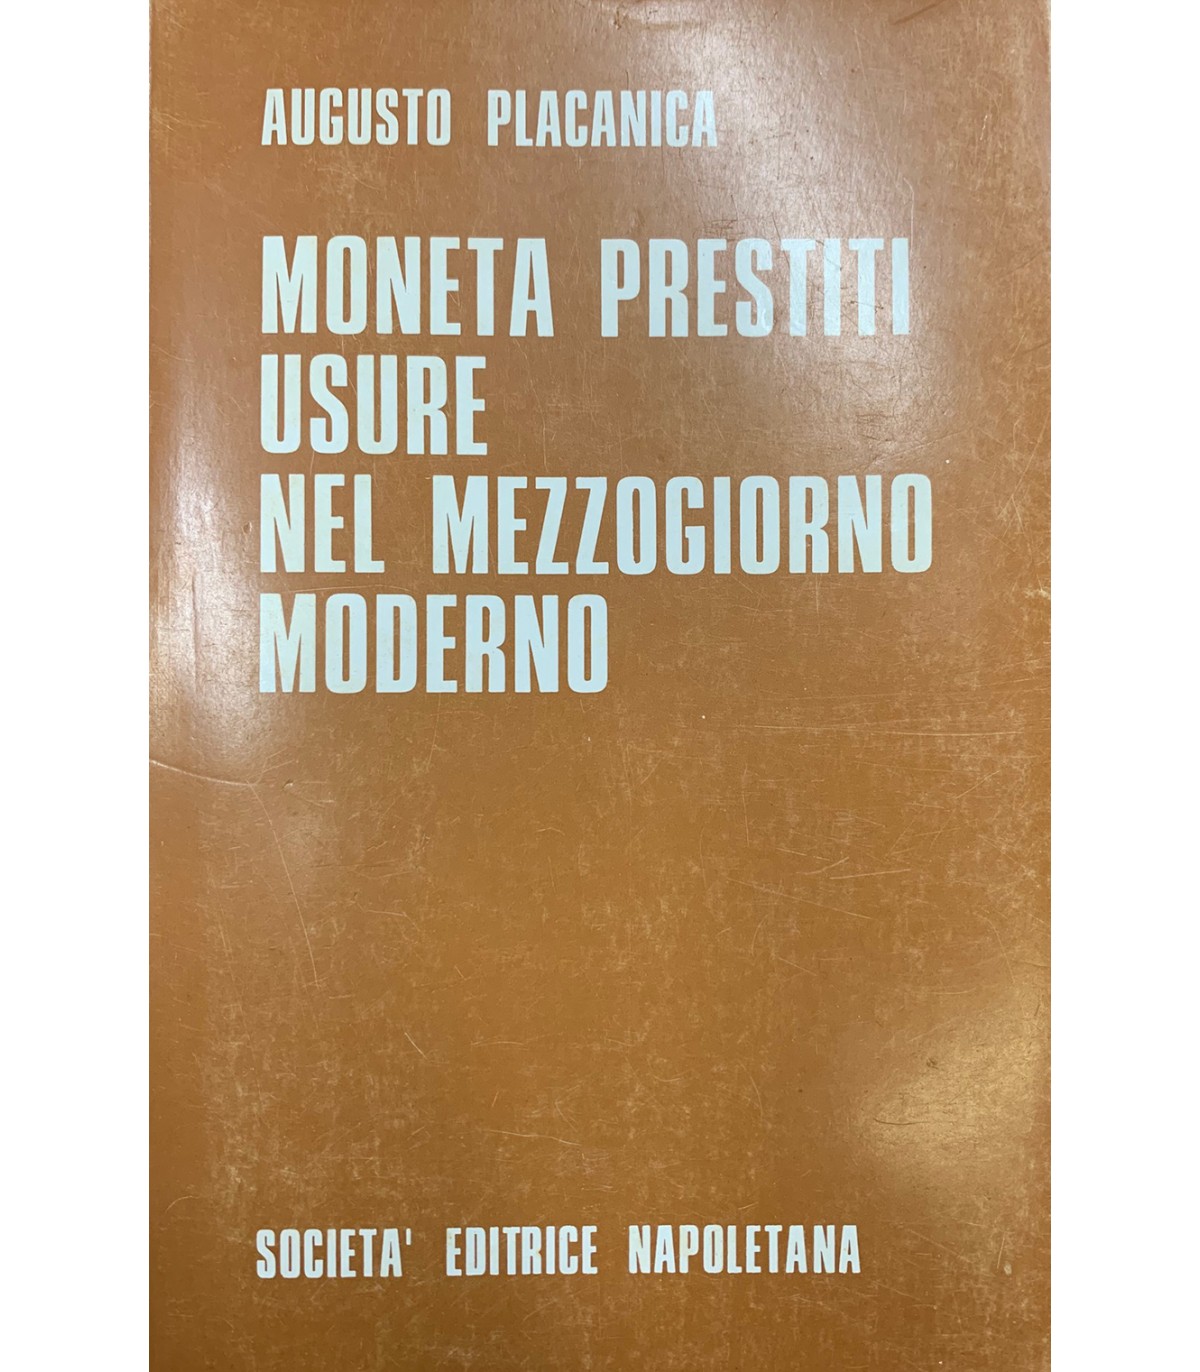 AUGUSTO PLACANICA
MONETA PRESTITI
USURE
NEL MEZZOGIORNO
MODERNO
SOCIETA' EDITRICE NAPOLETANA